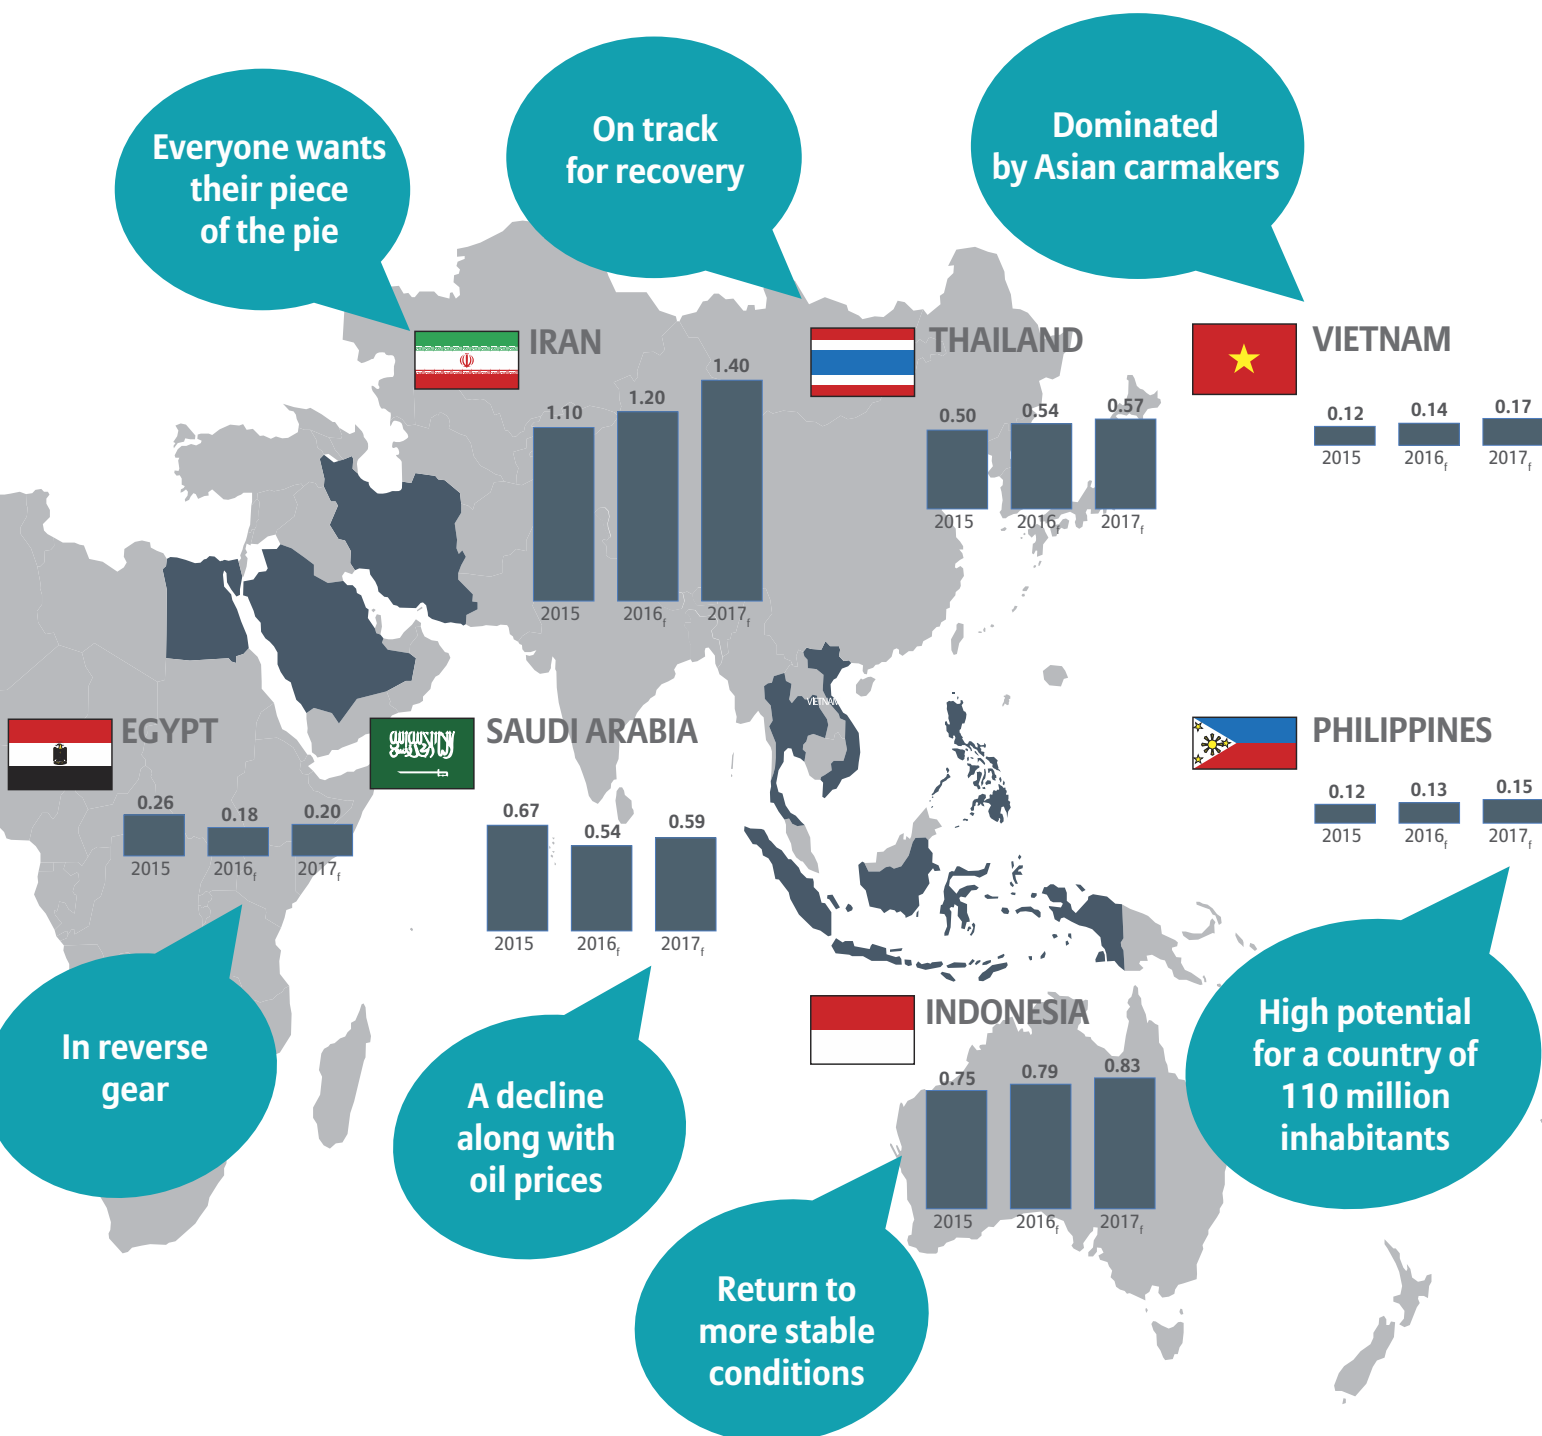 Everyone wants
their piece
of the pie
On track
for recovery
Dominated
by Asian carmakers
IRAN
1.10
1.20
1.40
2015
2016f
2017f
THAILAND
0.50
0.54
0.57
2015
2016f
2017f
VIETNAM
0.12
0.14
0.17
2015
2016f
2017f
VIETNAM
EGYPT
0.26
0.18
0.20
2015
2016f
2017f
SAUDI ARABIA
0.67
0.54
0.59
2015
2016f
2017f
PHILIPPINES
0.12
0.13
0.15
2015
2016f
2017f
INDONESIA
0.75
0.79
0.83
2015
2016f
2017f
In reverse
gear
A decline
along with
oil prices
Return to
more stable
conditions
High potential
for a country of
110 million
inhabitants